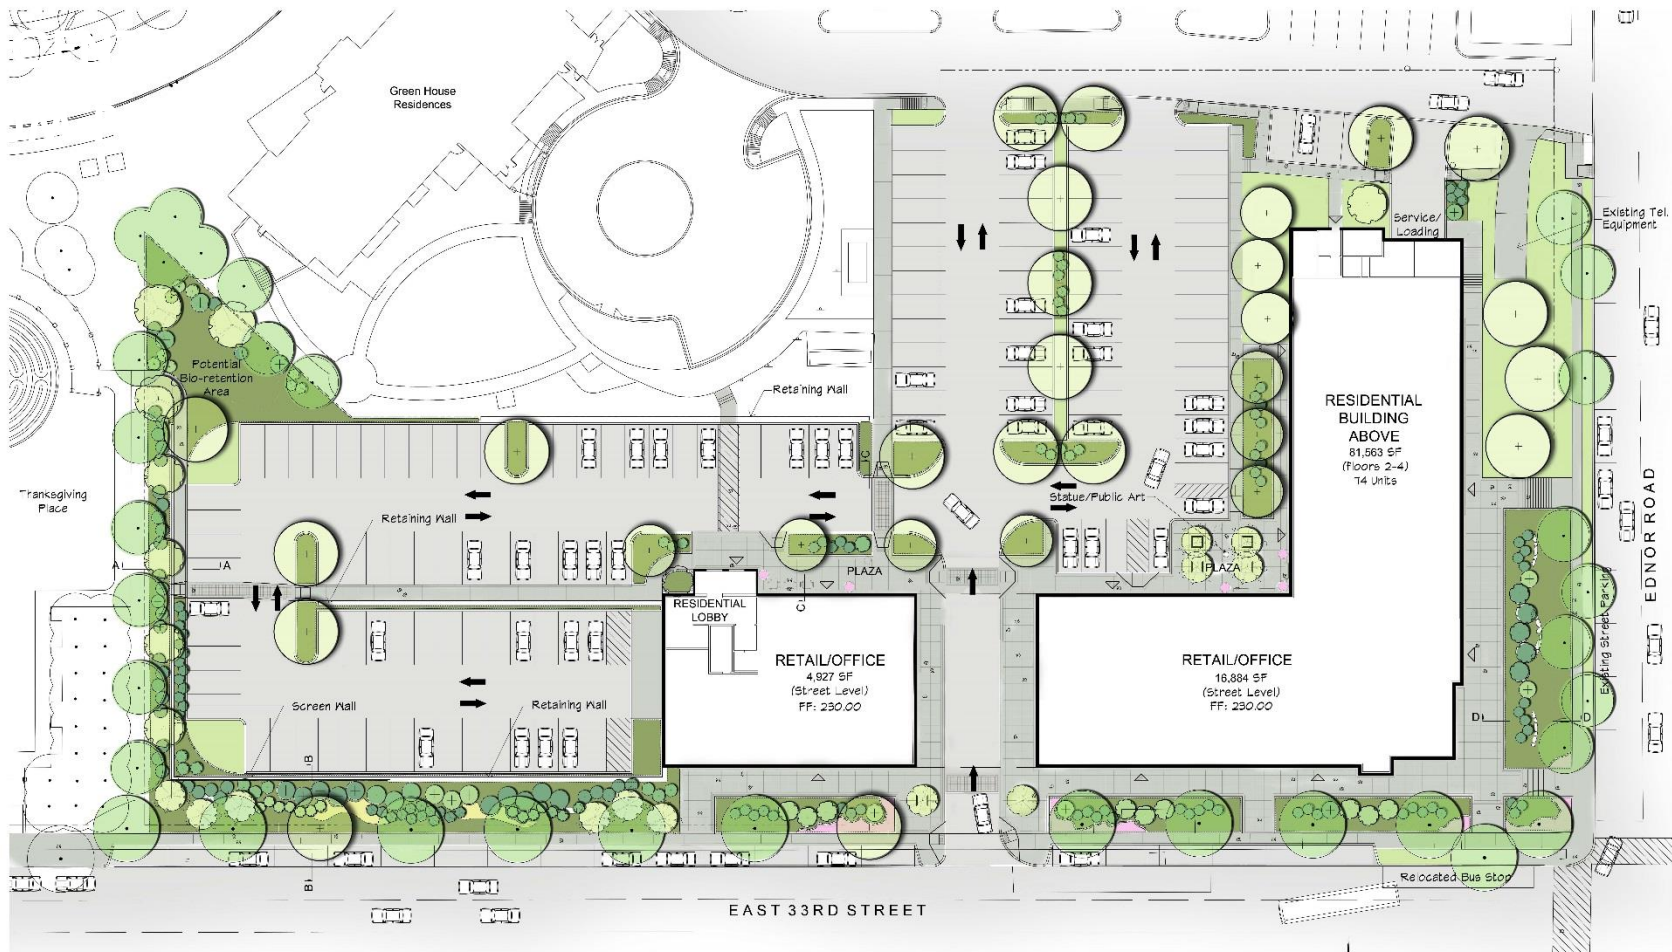 Green House
Residences
Existing Tel.
Equipment
Service/
Loading
Potential
Bio-retention
Area
Retaining Wall
RESIDENTIAL
BUILDING
ABOVE
81,563 SF
(Floors 2-4)
74 Units
Thanksgiving
Place
Retaining Wall
Statue/Public Art
EDNOR ROAD
A
A
C
PLAZA
PLAZA
Existing Street Parking
RESIDENTIAL
LOBBY
C
RETAIL/OFFICE
4,927 SF
(Street Level)
FF: 230.00
RETAIL/OFFICE
16,884 SF
(Street Level)
FF: 230.00
Screen Wall
Retaining Wall
D
D
B
B
Relocated Bus Stop
EAST 33RD STREET